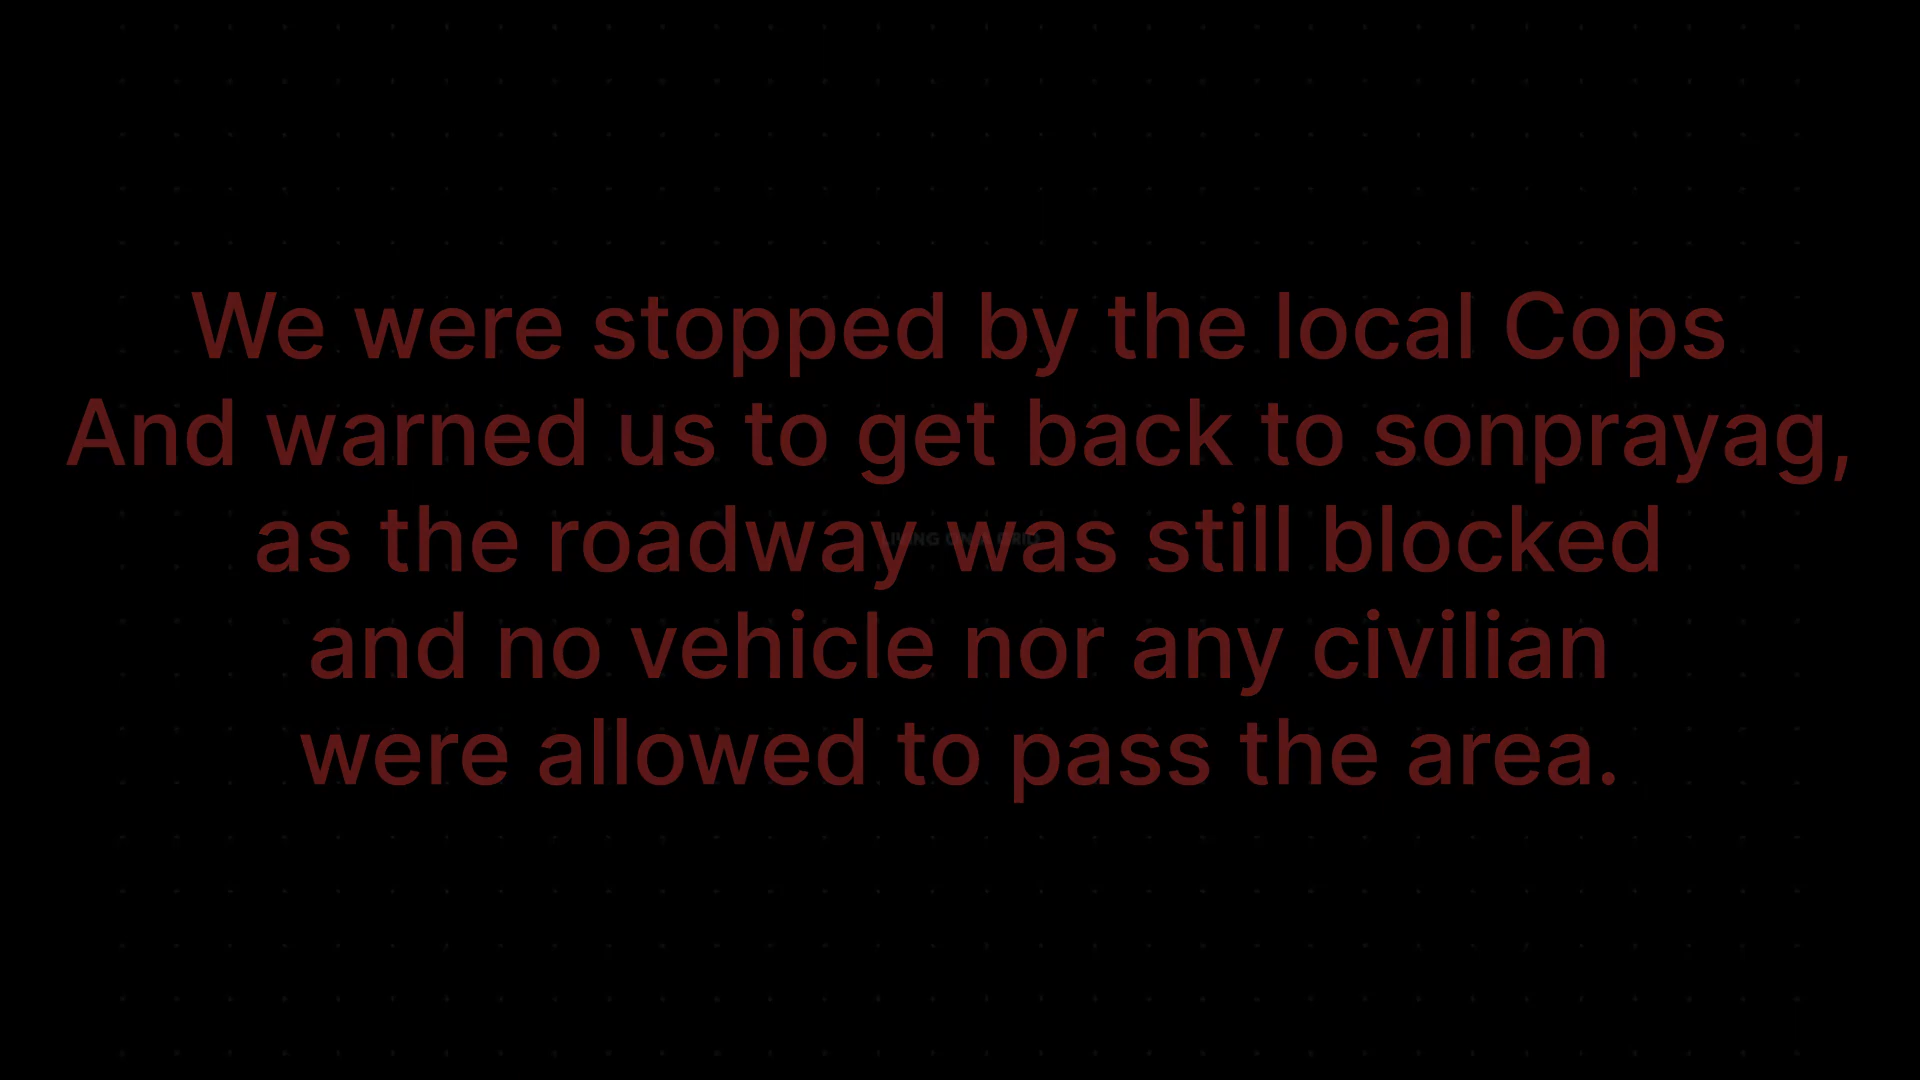 We were stopped by the local Cops
And warned us to get back to sonprayag,
as the roadway was still blocked
and no vehicle nor any civilian
were allowed to pass the area.